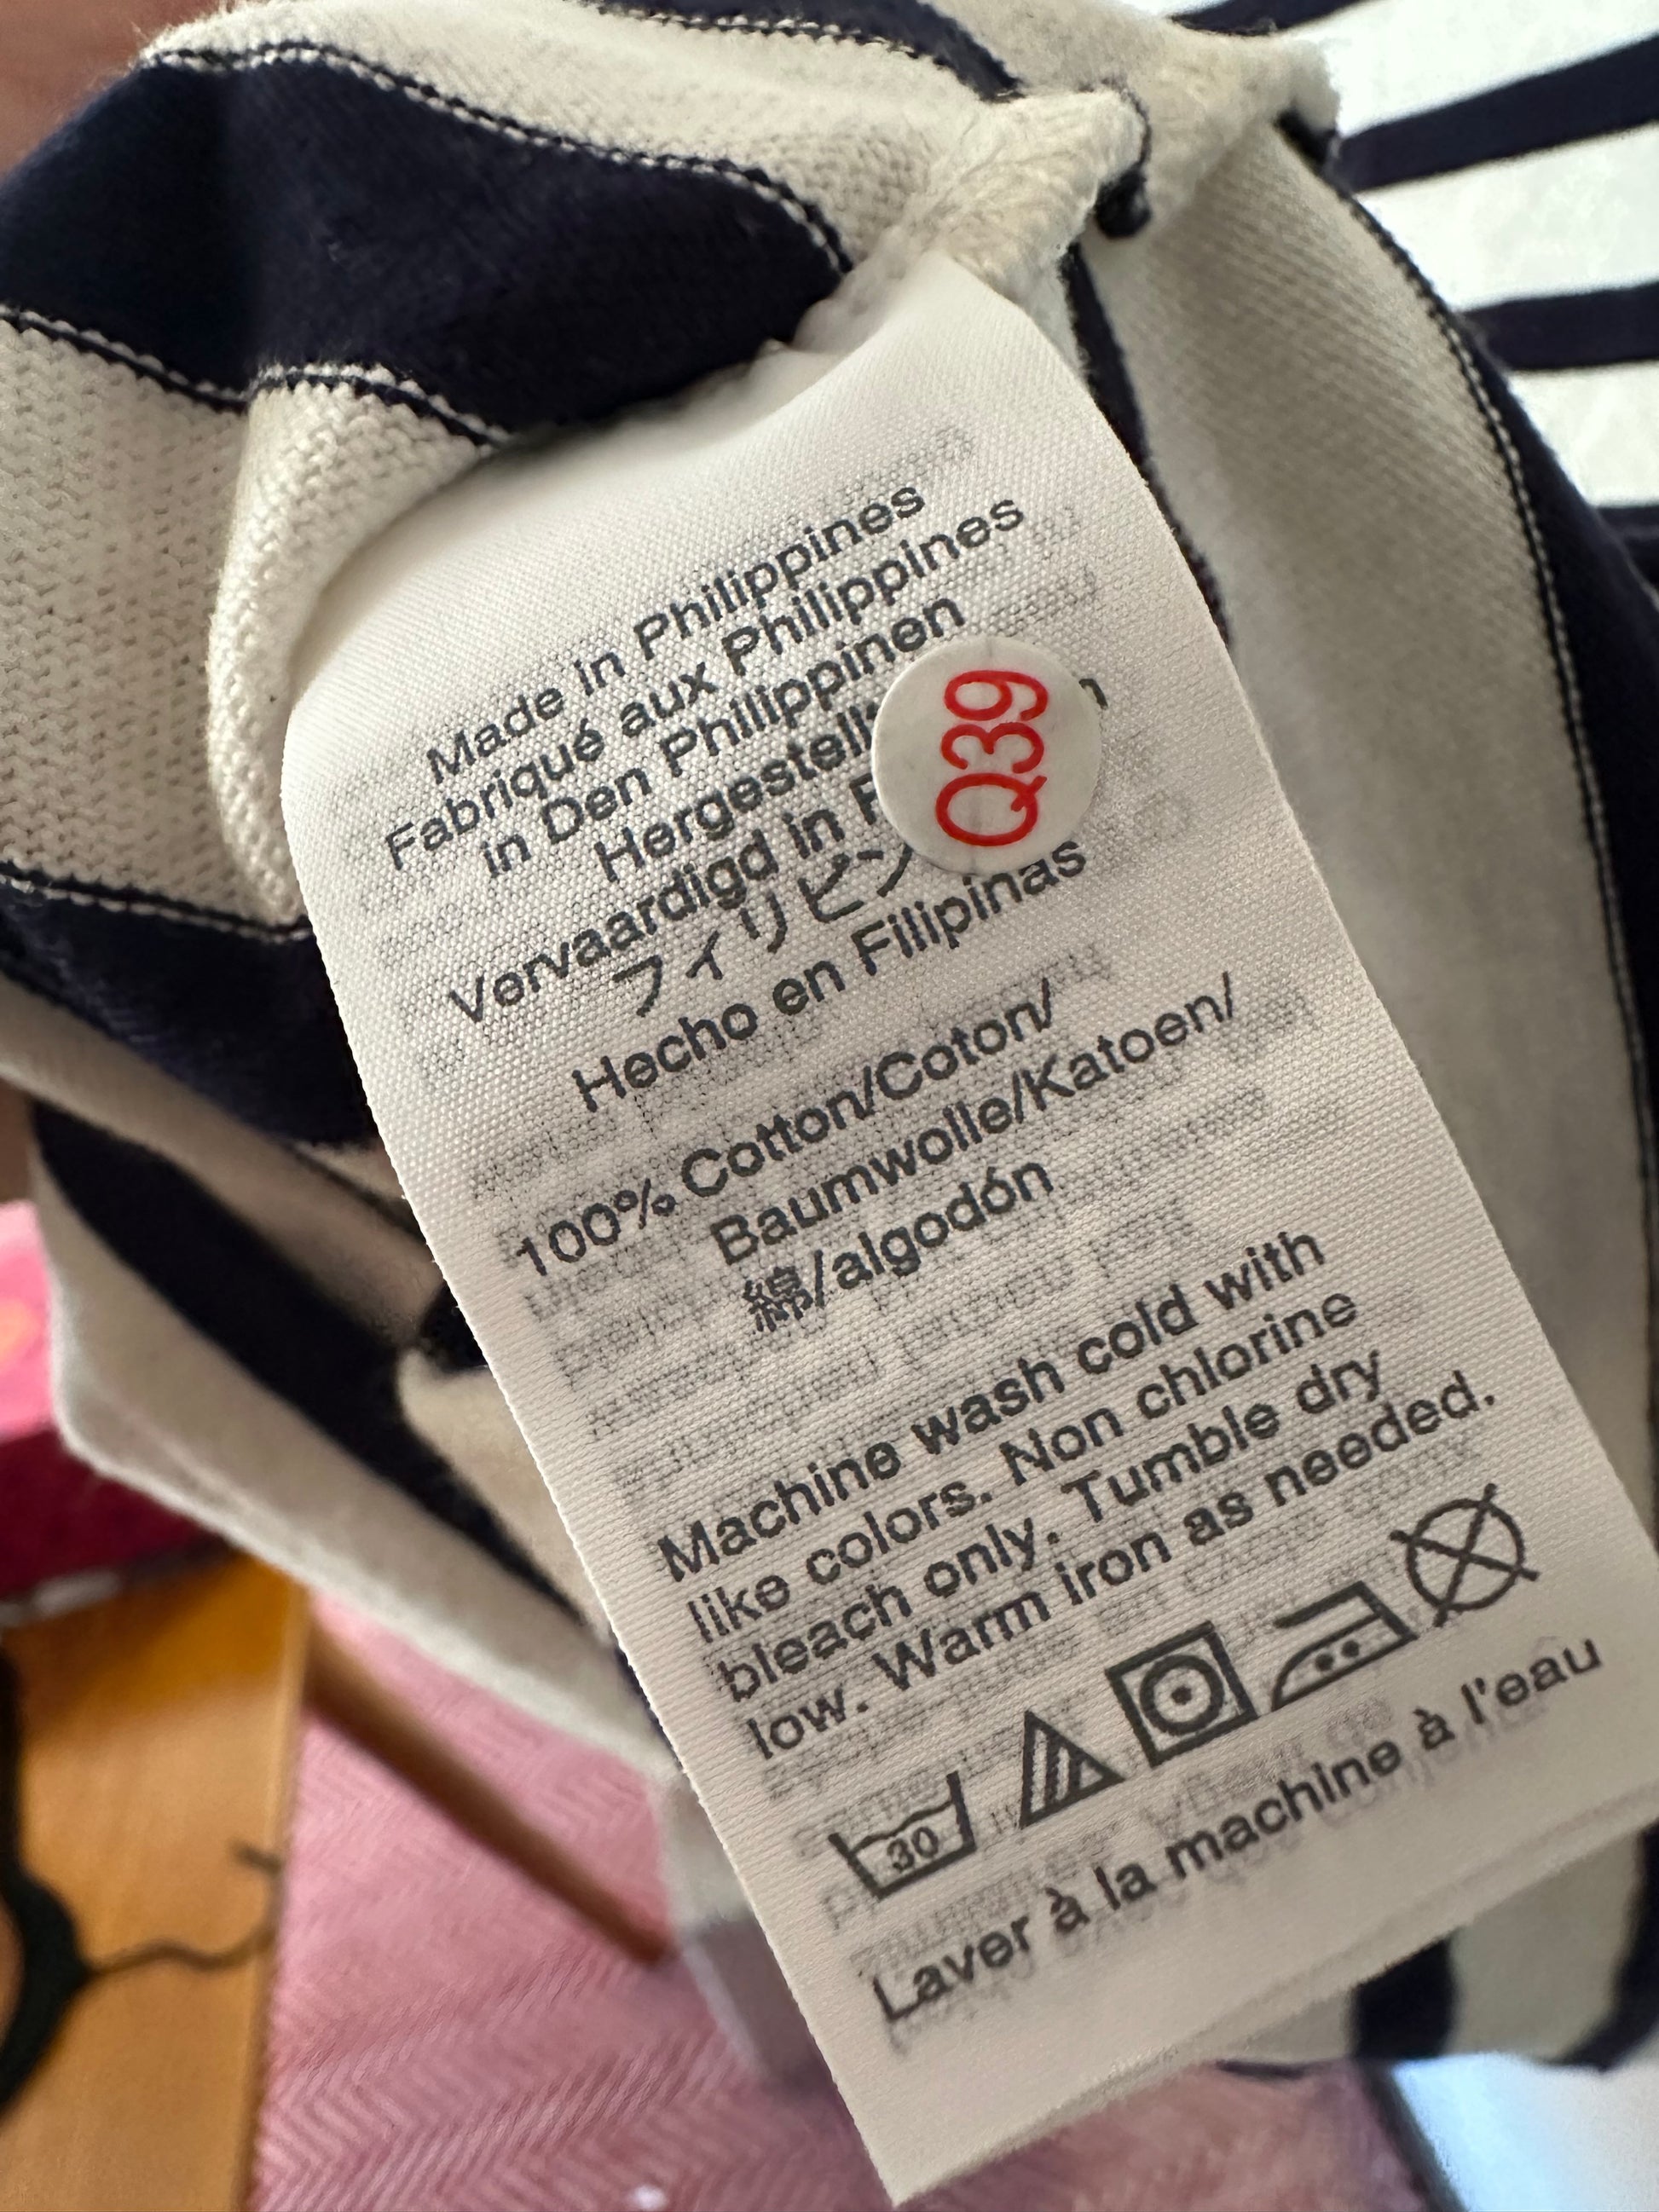 Made in Philippines
Fabriqué aux Philippines
in Den Philippinen
Hergestellt
Vervaardigd in
フィリピン
Hecho en Filipinas
Q39
100% Cotton/Coton/
Baumwolle/Katoen/
綿/algodón
Machine wash cold with
like colors. Non chlorine
bleach only. Tumble dry
low. Warm iron as needed.
30
Laver à la machine à l'eau